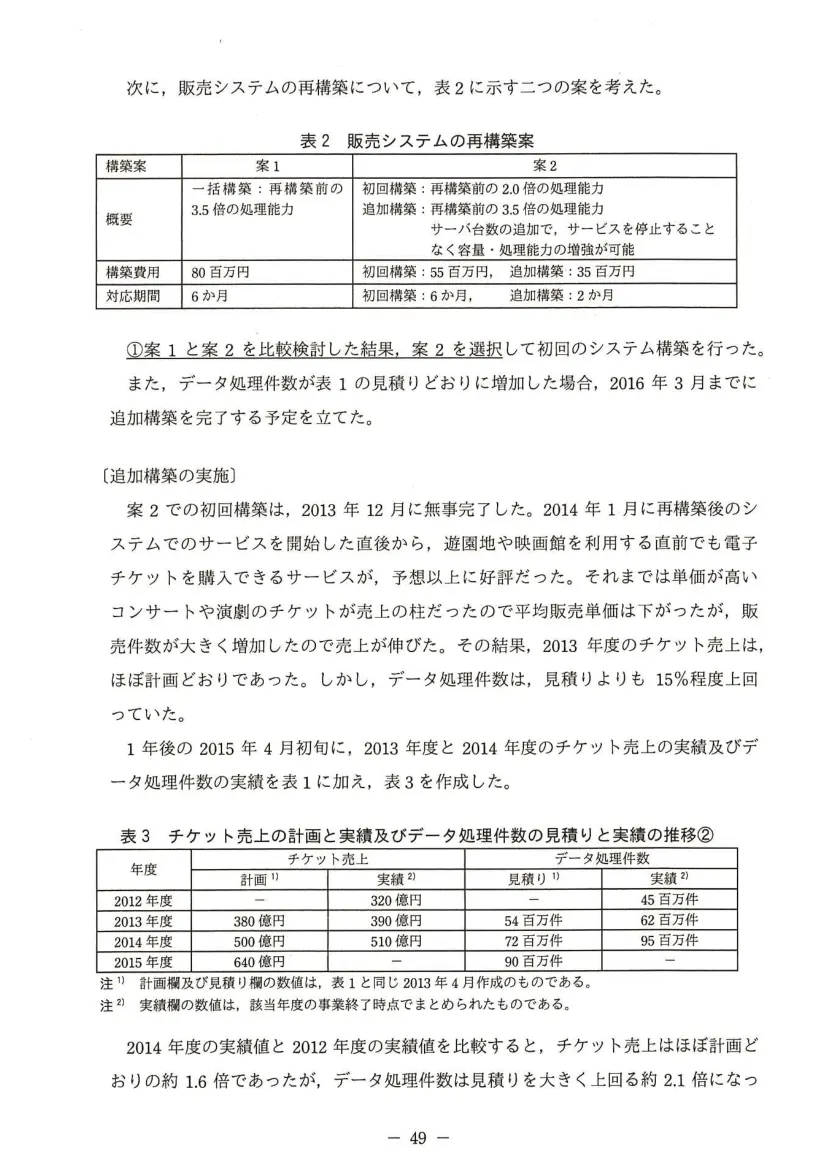 次に，販売システムの再構築について，表2に示す二つの案を考えた。
表2 販売システムの再構築案
構築案 案1 案2
概要 一括構築：再構築前の 3.5倍の処理能力 初回構築：再構築前の2.0倍の処理能力
追加構築：再構築前の3.5倍の処理能力
サーバ台数の追加で，サービスを停止すること
なく容量・処理能力の増強が可能
構築費用 80百万円 初回構築：55百万円， 追加構築：35百万円
対応期間 6か月 初回構築：6か月， 追加構築：2か月
①案1と案2を比較検討した結果，案2を選択して初回のシステム構築を行った。
また，データ処理件数が表1の見積りどおりに増加した場合，2016年3月までに
追加構築を完了する予定を立てた。
〔追加構築の実施〕
案2での初回構築は，2013年12月に無事完了した。2014年1月に再構築後のシ
ステムでのサービスを開始した直後から，遊園地や映画館を利用する直前でも電子
チケットを購入できるサービスが，予想以上に好評だった。それまでは単価が高い
コンサートや演劇のチケットが売上の柱だったので平均販売単価は下がったが，販
売件数が大きく増加したので売上が伸びた。その結果，2013年度のチケット売上は，
ほぼ計画どおりであった。しかし，データ処理件数は，見積りよりも15%程度上回
っていた。
1年後の2015年4月初旬に，2013年度と2014年度のチケット売上の実績及びデ
ータ処理件数の実績を表1に加え，表3を作成した。
表3 チケット売上の計画と実績及びデータ処理件数の見積りと実績の推移②
年度 チケット売上 データ処理件数
計画1) 実績2) 見積り1) 実績2)
2012年度 － 320億円 － 45百万件
2013年度 380億円 390億円 54百万件 62百万件
2014年度 500億円 510億円 72百万件 95百万件
2015年度 640億円 － 90百万件 －
注1) 計画欄及び見積り欄の数値は，表1と同じ2013年4月作成のものである。
注2) 実績欄の数値は，該当年度の事業終了時点でまとめられたものである。
2014年度の実績値と2012年度の実績値を比較すると，チケット売上はほぼ計画ど
おりの約1.6倍であったが，データ処理件数は見積りを大きく上回る約2.1倍になっ
－ 49 －